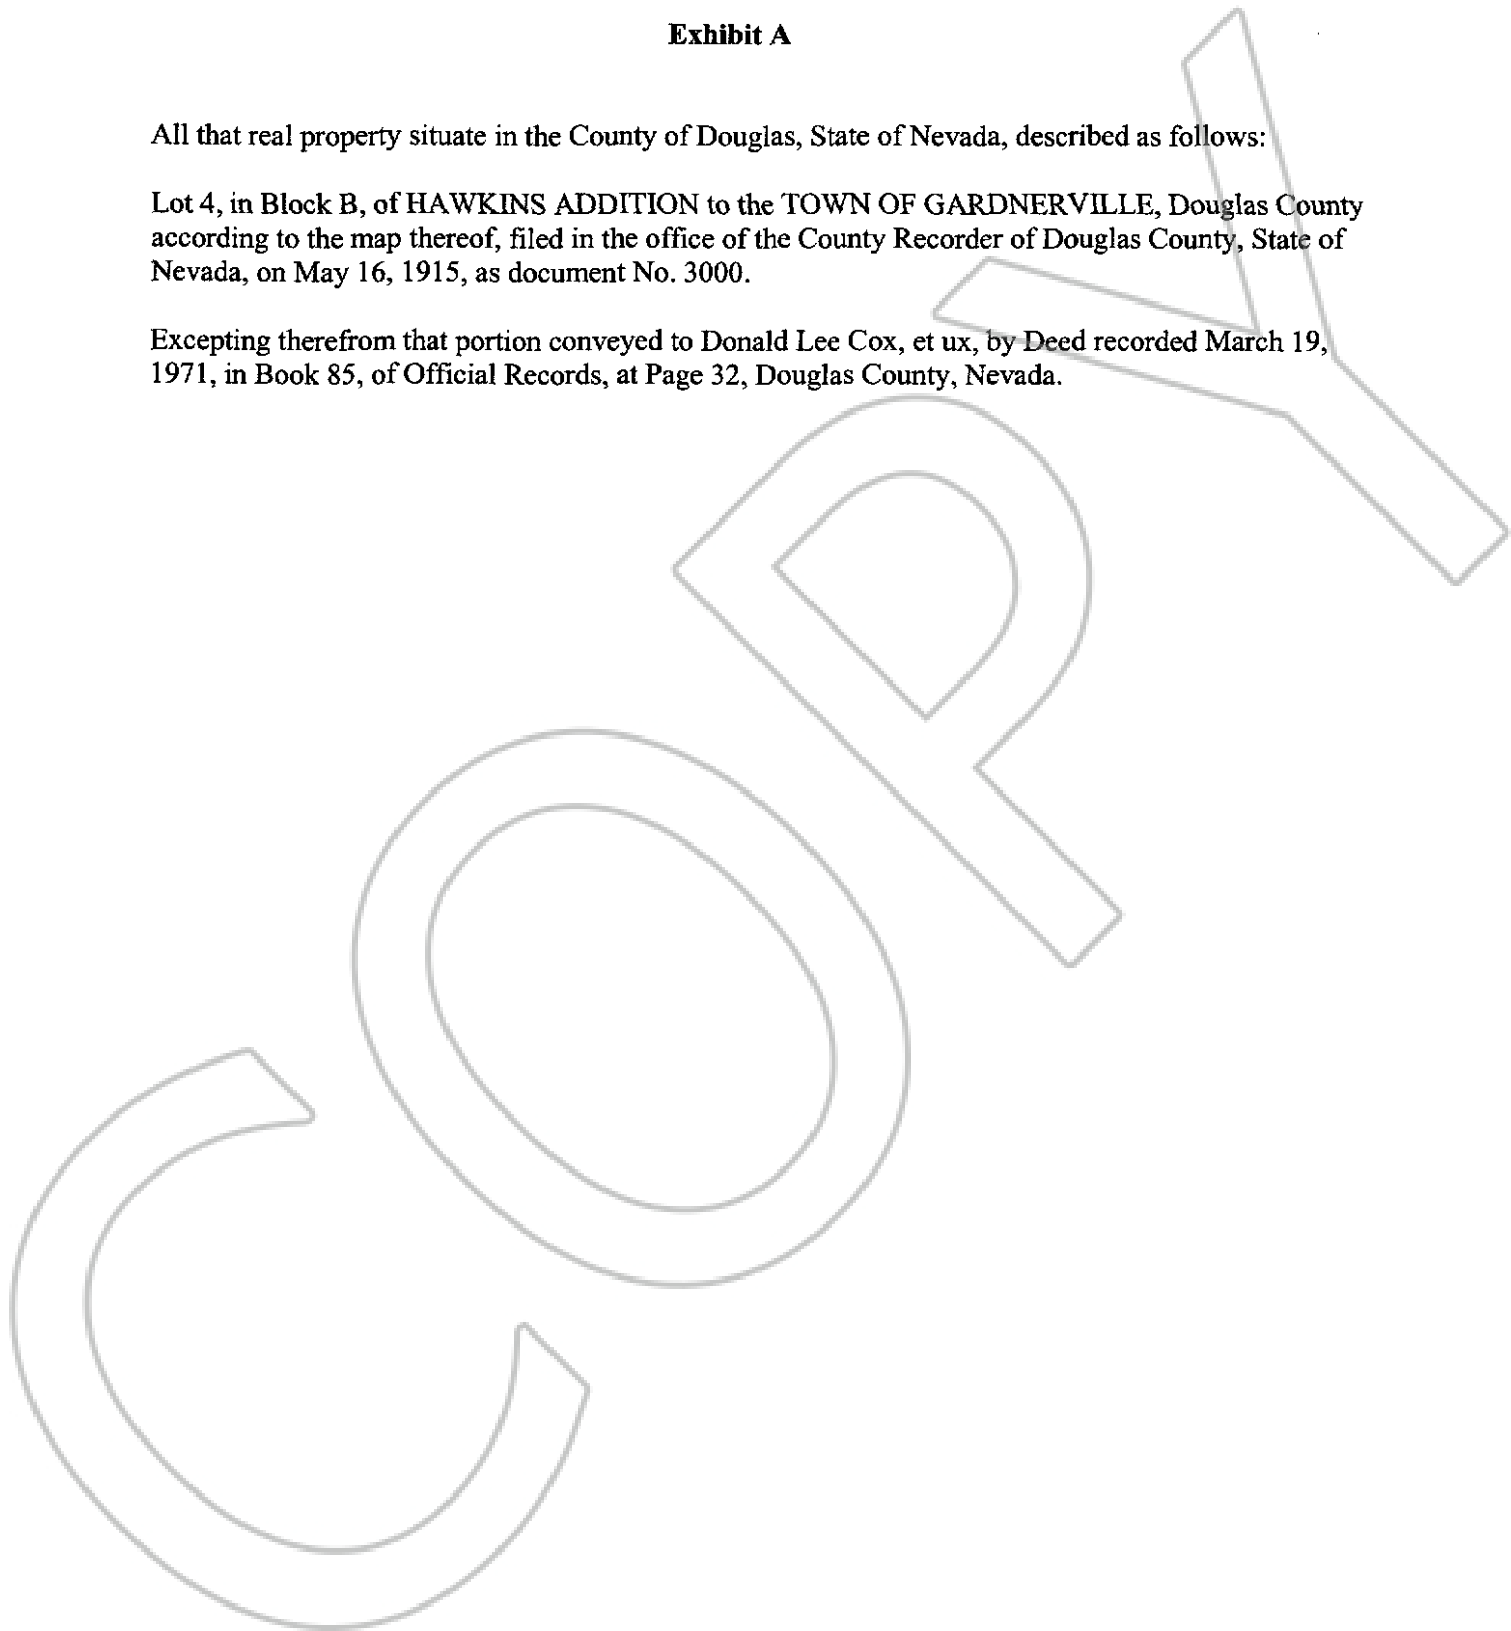 Exhibit A
All that real property situate in the County of Douglas, State of Nevada, described as follows:
Lot 4, in Block B, of HAWKINS ADDITION to the TOWN OF GARDNERVILLE, Douglas County
according to the map thereof, filed in the office of the County Recorder of Douglas County, State of
Nevada, on May 16, 1915, as document No. 3000.
Excepting therefrom that portion conveyed to Donald Lee Cox, et ux, by Deed recorded March 19,
1971, in Book 85, of Official Records, at Page 32, Douglas County, Nevada.
COPY